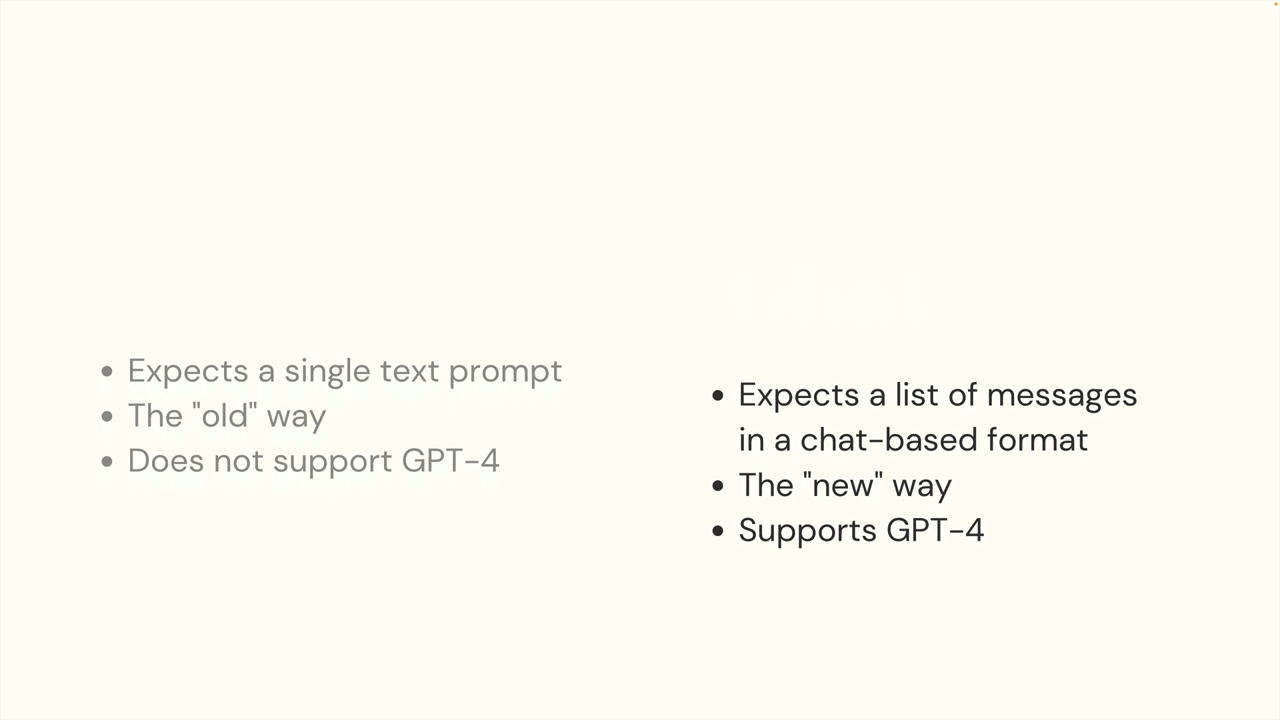 • Expects a single text prompt
• The "old" way
• Does not support GPT-4
• Expects a list of messages
in a chat-based format
• The "new" way
• Supports GPT-4